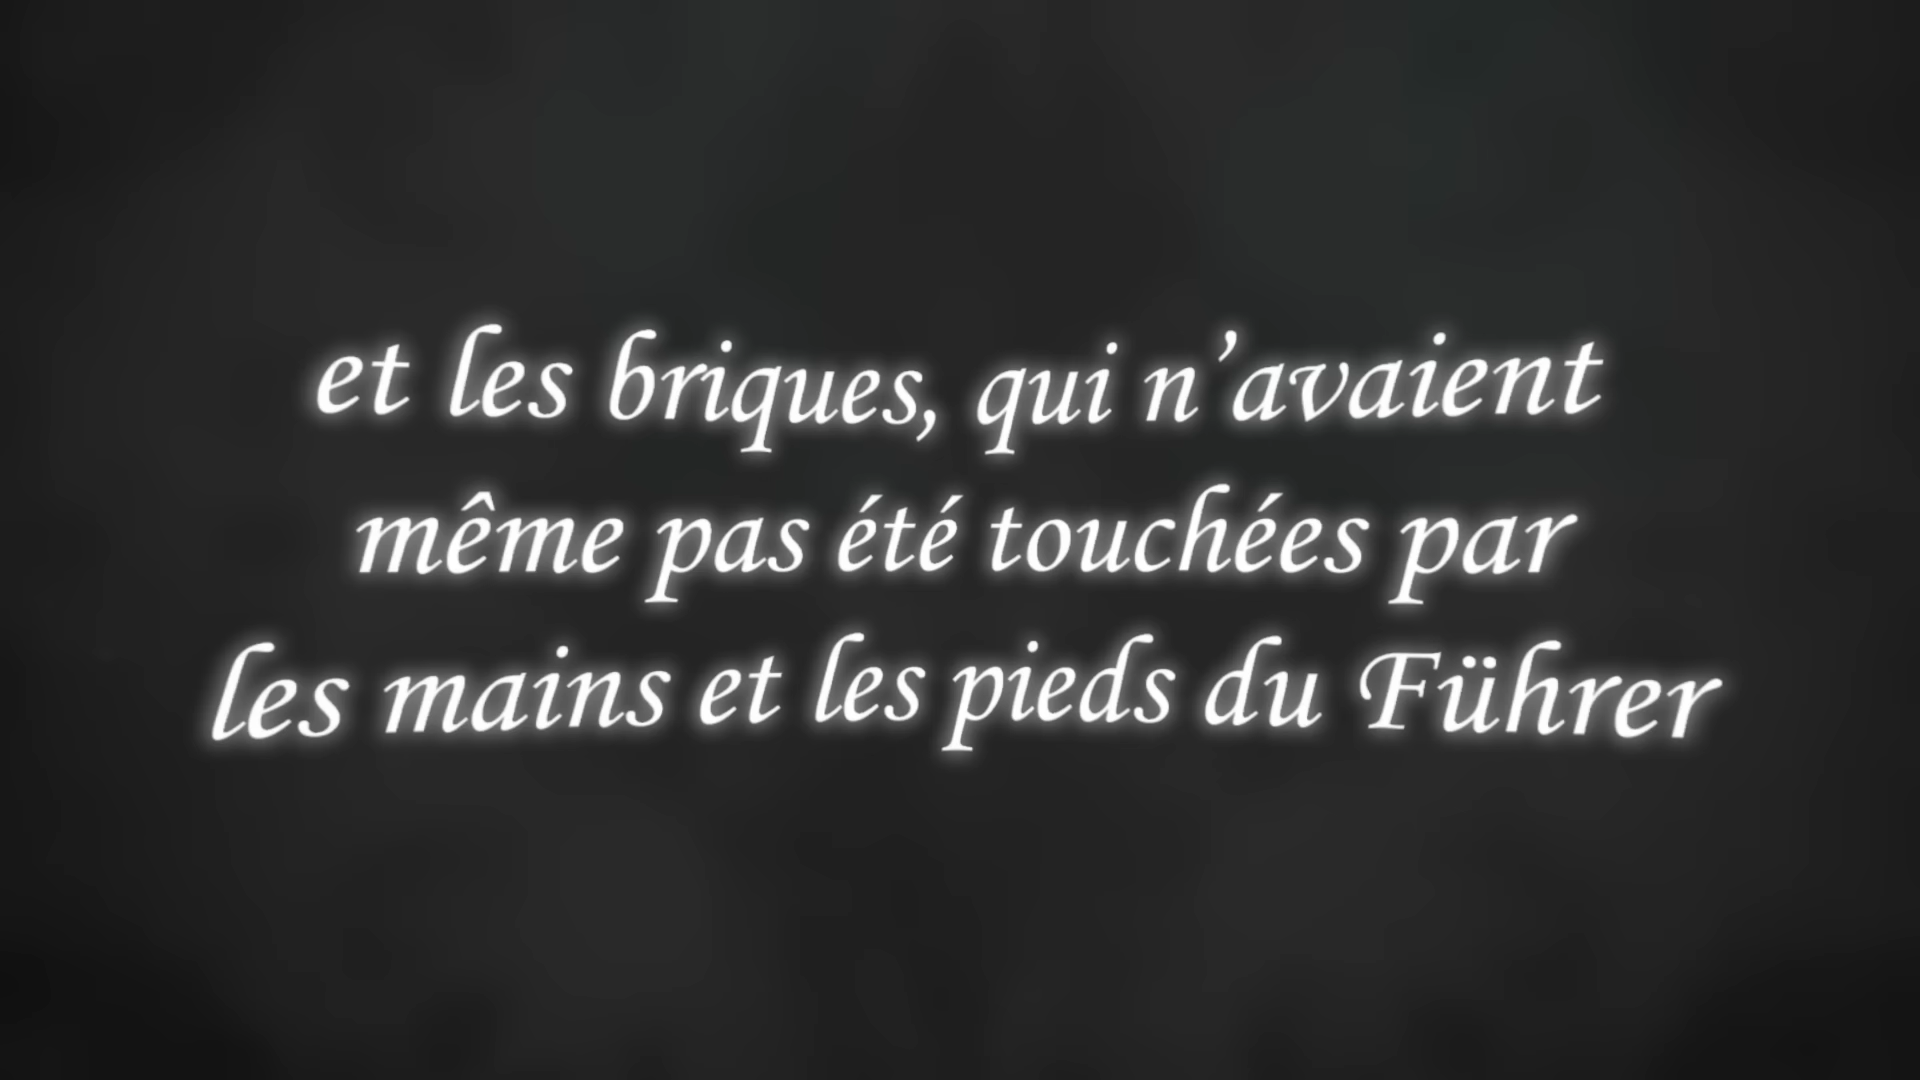 et les briques, qui n’avaient
même pas été touchées par
les mains et les pieds du Führer